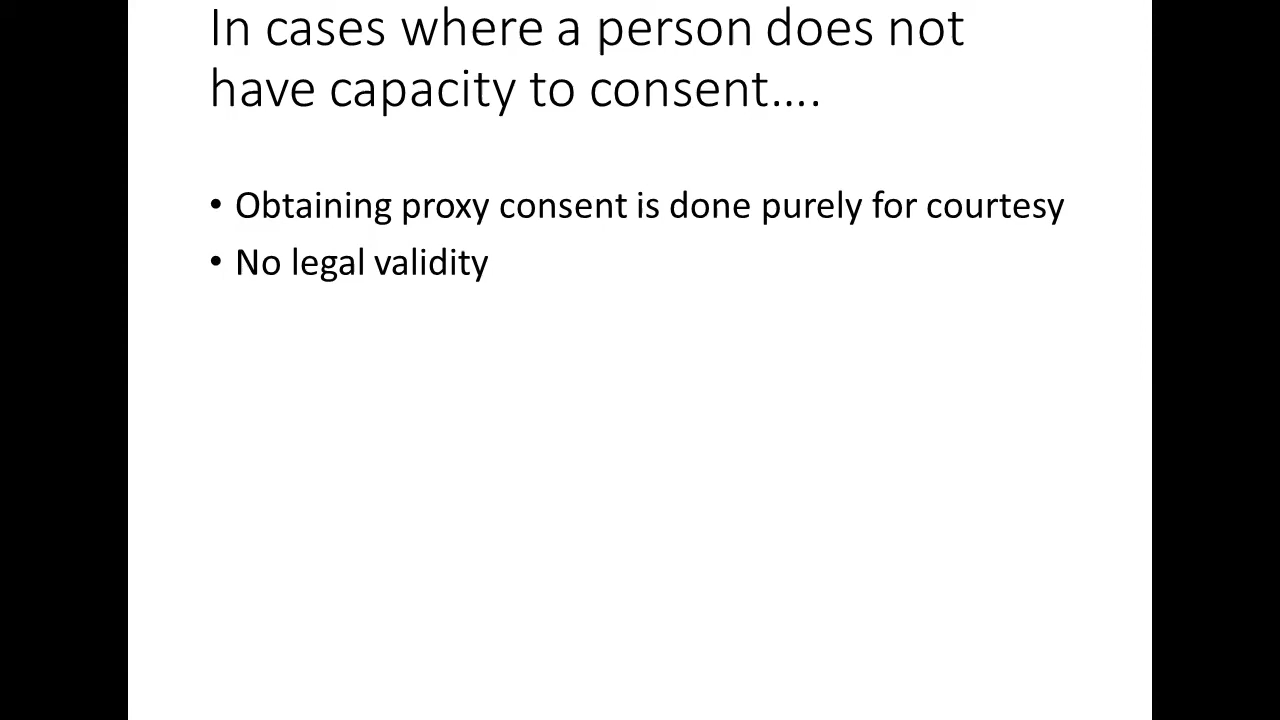 In cases where a person does not
have capacity to consent....
• Obtaining proxy consent is done purely for courtesy
• No legal validity